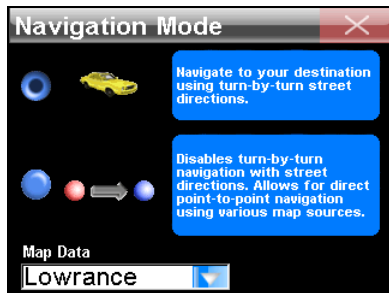 Navigation Mode
Navigate to your destination
using turn-by-turn street
directions.
Disables turn-by-turn
navigation with street
directions. Allows for direct
point-to-point navigation
using various map sources.
Map Data
Lowrance